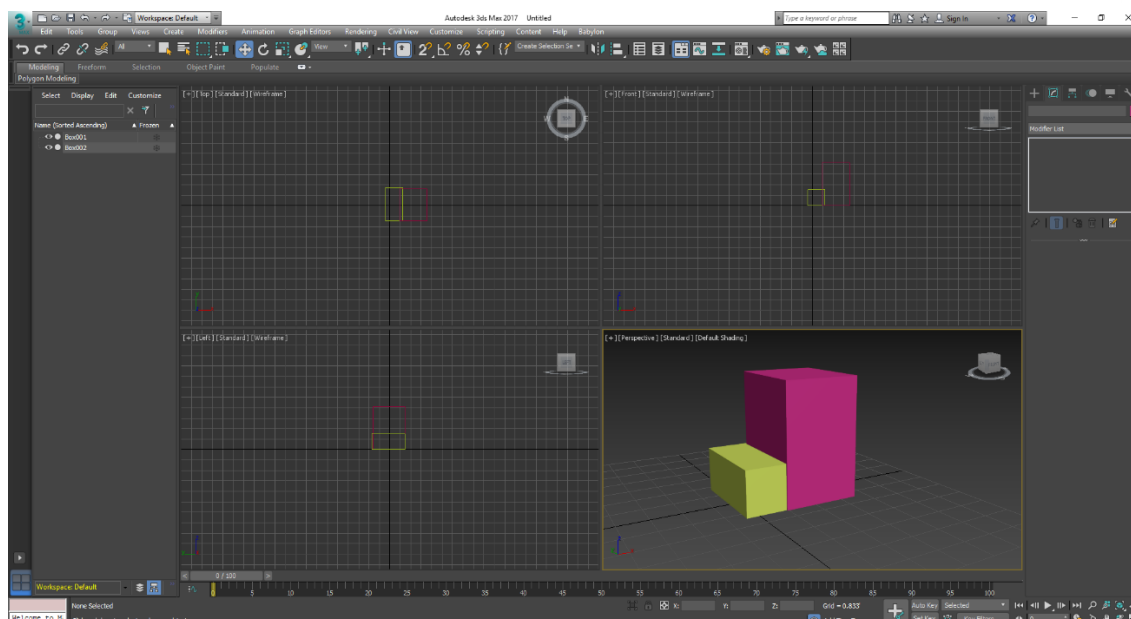 Workspace: Default
Autodesk 3ds Max 2017 Untitled
Type a keyword or phrase
Sign In
Edit Tools Group Views Create Modifiers Animation Graph Editors Rendering Civil View Customize Scripting Content Help Babylon
All
View
Create Selection Se
Modeling Freeform Selection Object Paint Populate
Polygon Modeling
Select Display Edit Customize
Name (Sorted Ascending) ▲ Frozen ▲
Box001
Box002
[+][Top][Standard][Wireframe]
[+][Front][Standard][Wireframe]
Modifier List
[+][Left][Standard][Wireframe]
[+][Perspective][Standard][Default Shading]
0 / 100
Workspace: Default
0 5 10 15 20 25 30 35 40 45 50 55 60 65 70 75 80 85 90 95 100
None Selected
X: Y: Z: Grid = 0.833'
Auto Key Selected
Welcome to M
Set Key